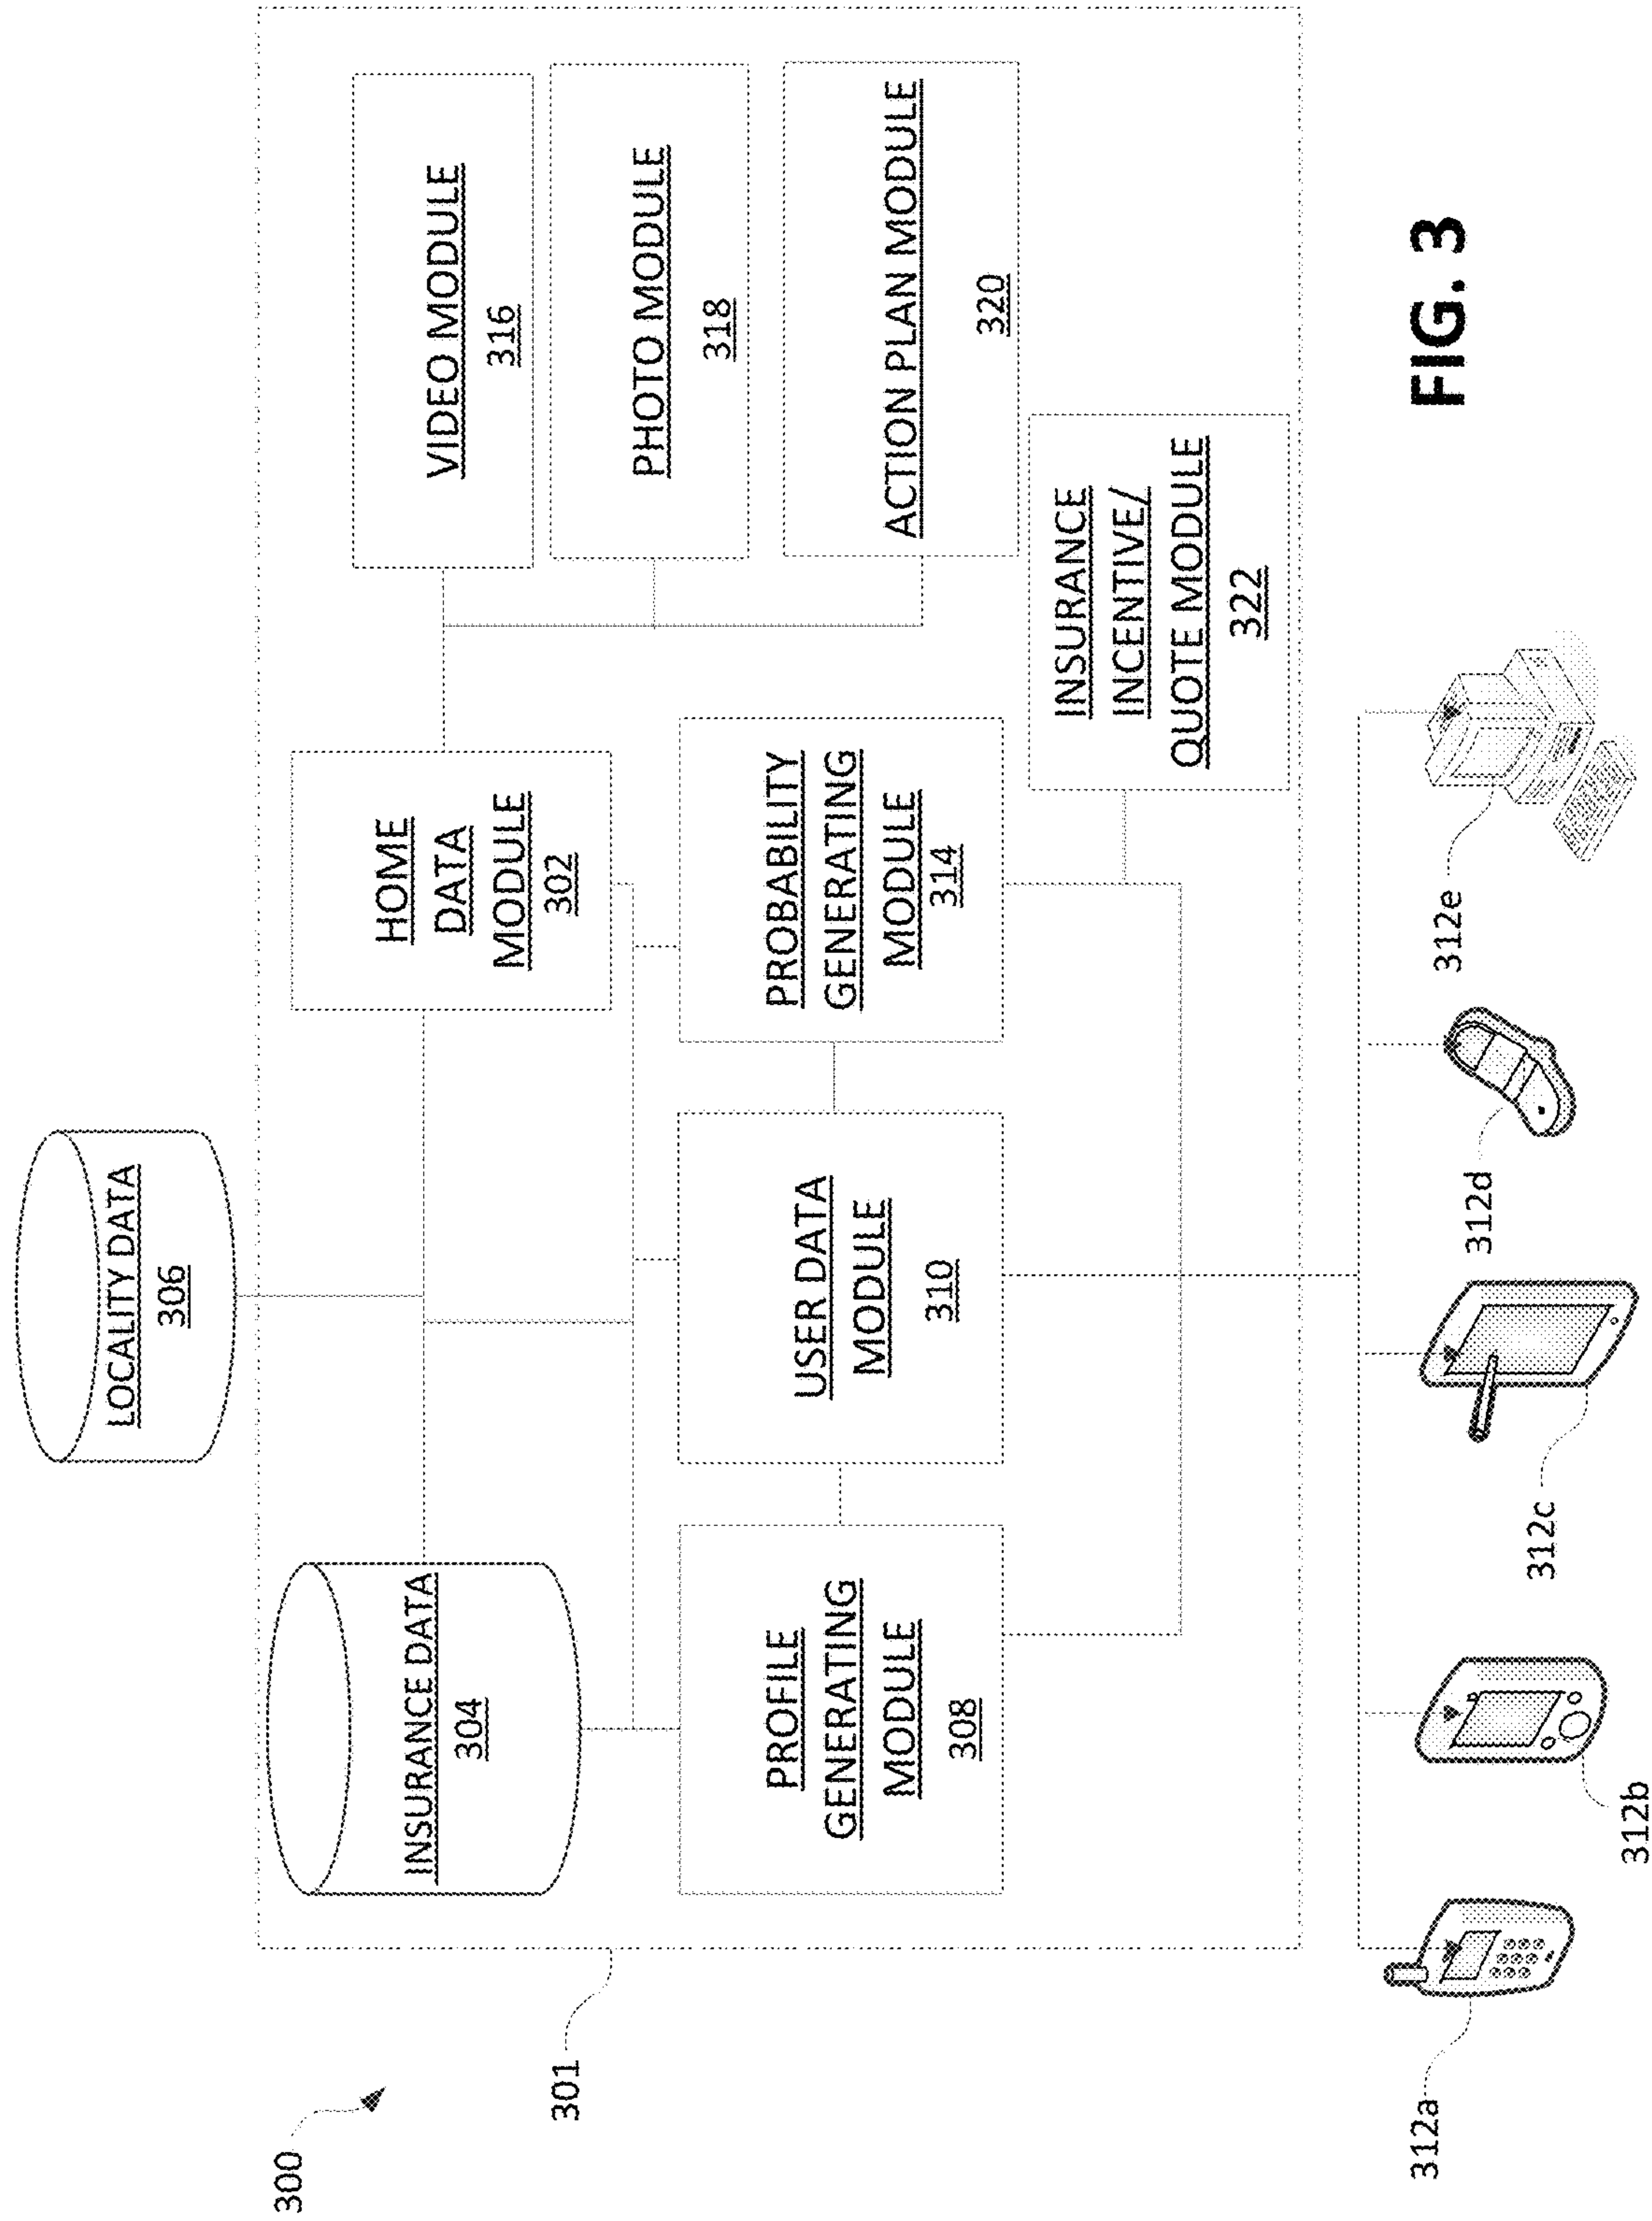 300
301
LOCALITY DATA
306
INSURANCE DATA
304
HOME
DATA
MODULE
302
VIDEO MODULE
316
PHOTO MODULE
318
ACTION PLAN MODULE
320
PROFILE
GENERATING
MODULE
308
USER DATA
MODULE
310
PROBABILITY
GENERATING
MODULE
314
INSURANCE
INCENTIVE/
QUOTE MODULE
322
312a
312b
312c
312d
312e
FIG. 3